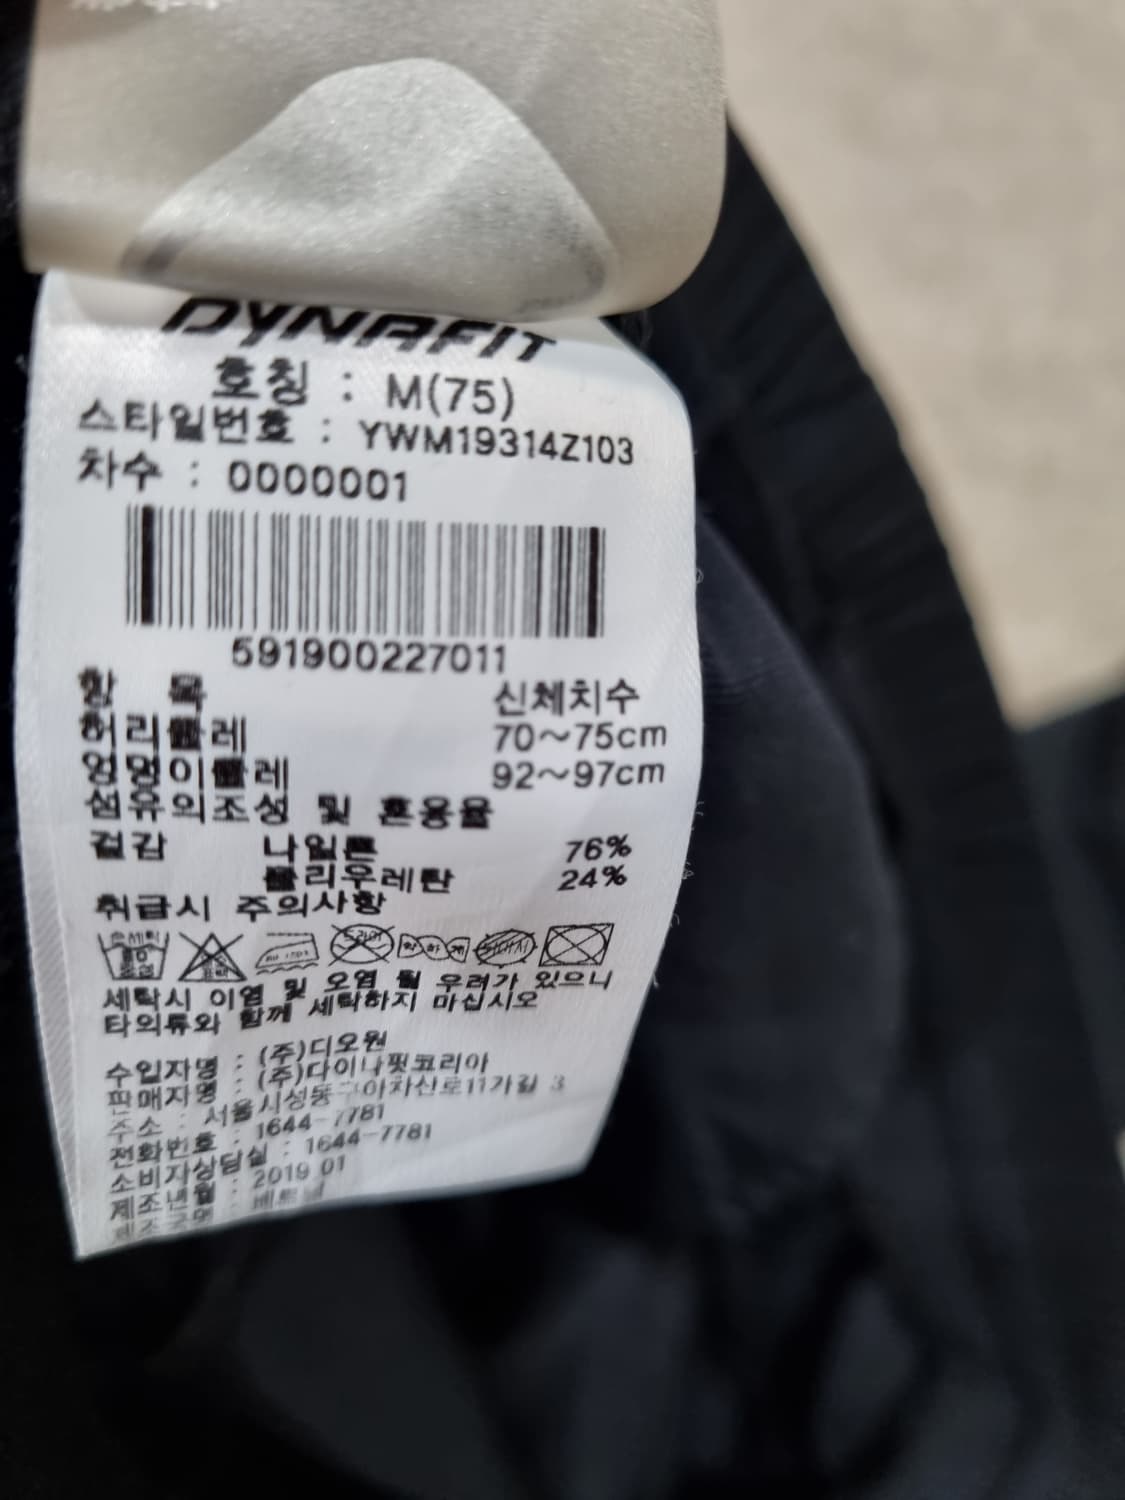 DYNAFIT
호칭 : M(75)
스타일번호 : YWM19314Z103
차수 : 0000001
591900227011
항 목 신체치수
허리둘레 70~75cm
엉덩이둘레 92~97cm
섬유의조성 및 혼용율
겉감 나일론 76%
폴리우레탄 24%
취급시 주의사항
손세탁 드라이
중성
세탁시 이염 및 오염 될 우려가 있으니
타의류와 함께 세탁하지 마십시오
수입자명 : (주)디오원
판매자명 : (주)다이나핏코리아
주소 : 서울시성동구아차산로11가길 3
전화번호 : 1644-7781
소비자상담실 : 1644-7781
제조년월 : 2019 01
제조국명 : 베트남